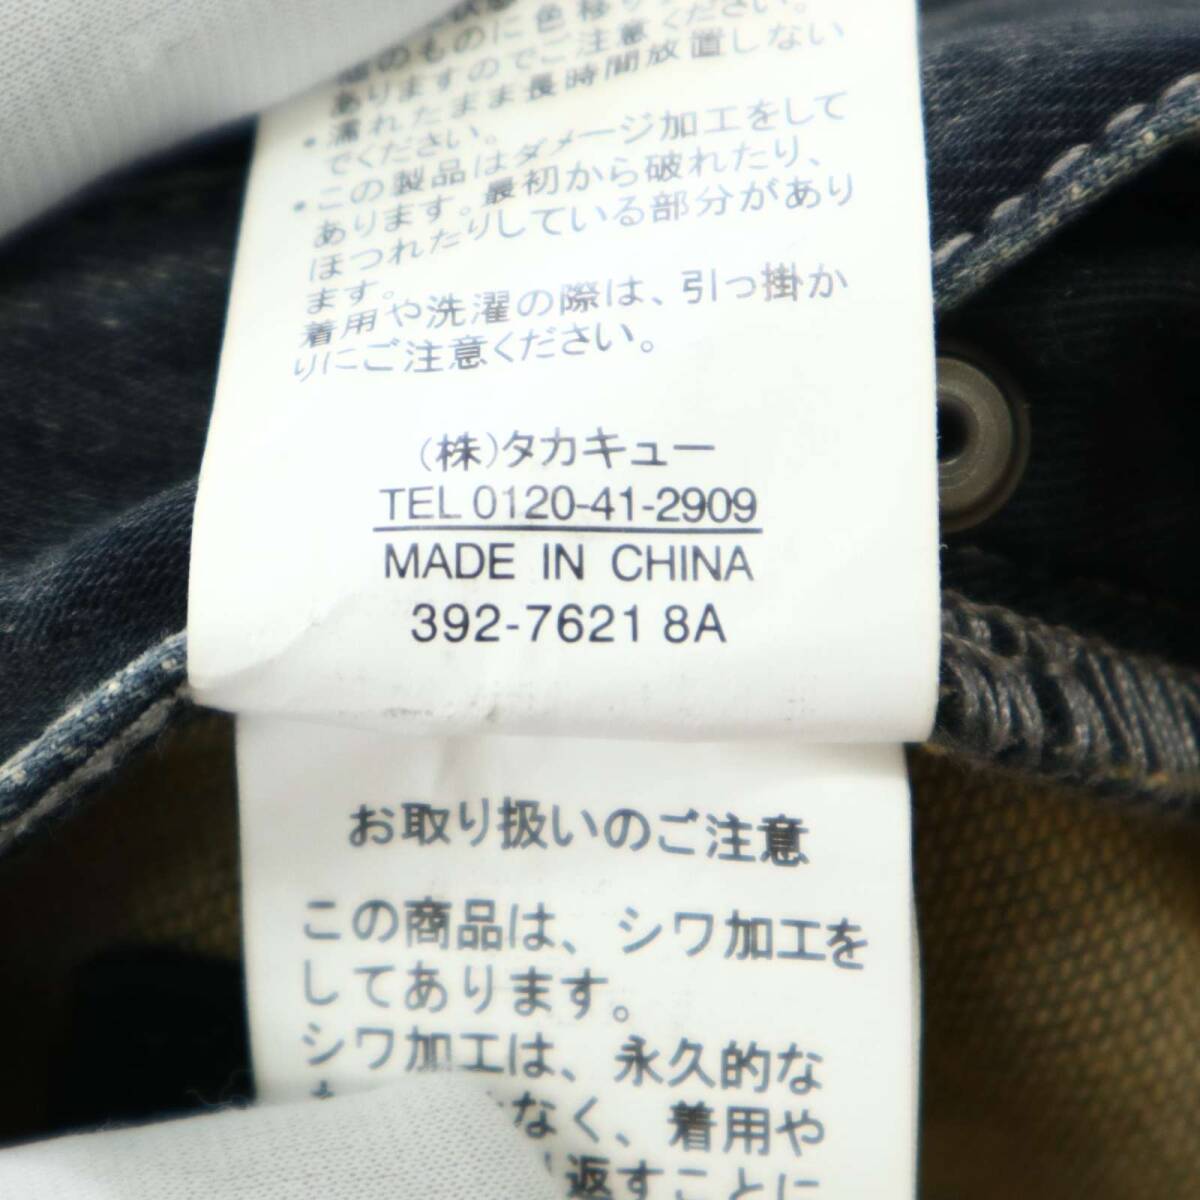 のものに色移り
ありますのでご注意ください。
・濡れたまま長時間放置しない
でください。
・この製品はダメージ加工をして
あります。最初から破れたり、
ほつれたりしている部分があり
ます。
着用や洗濯の際は、引っ掛か
りにご注意ください。
(株)タカキュー
TEL 0120-41-2909
MADE IN CHINA
392-7621 8A
お取り扱いのご注意
この商品は、シワ加工を
してあります。
シワ加工は、永久的な
なく、着用や
返すことに